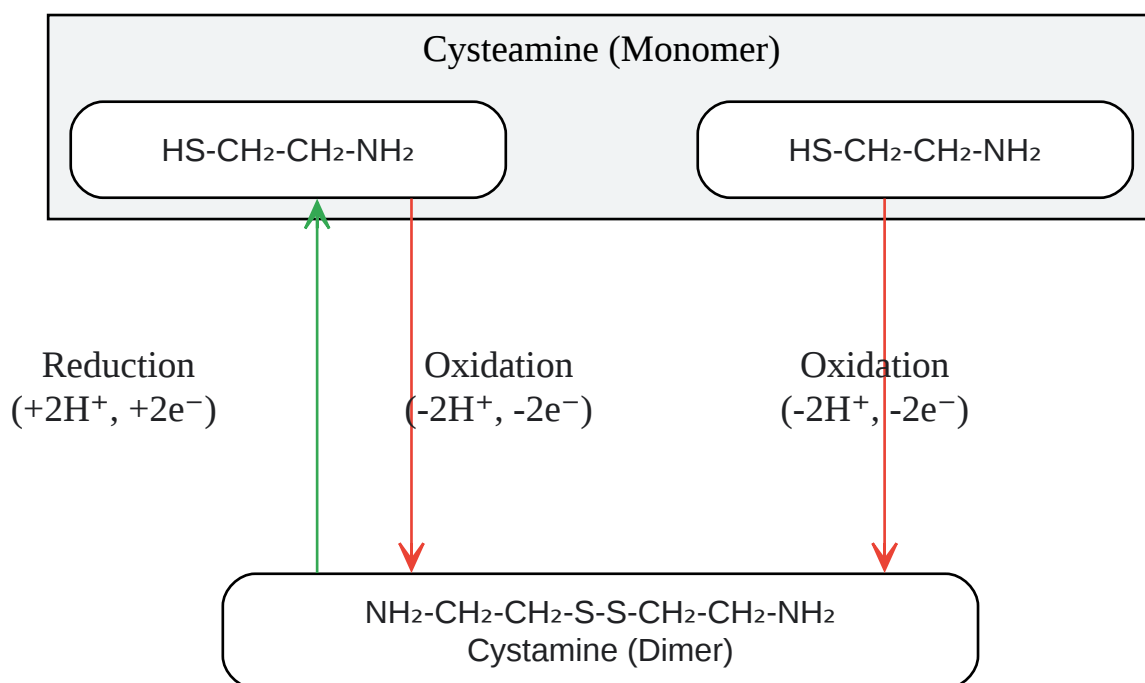 Cysteamine (Monomer)
HS-CH₂-CH₂-NH₂
HS-CH₂-CH₂-NH₂
Reduction
(+2H⁺, +2e⁻)
Oxidation
(-2H⁺, -2e⁻)
Oxidation
(-2H⁺, -2e⁻)
NH₂-CH₂-CH₂-S-S-CH₂-CH₂-NH₂
Cystamine (Dimer)